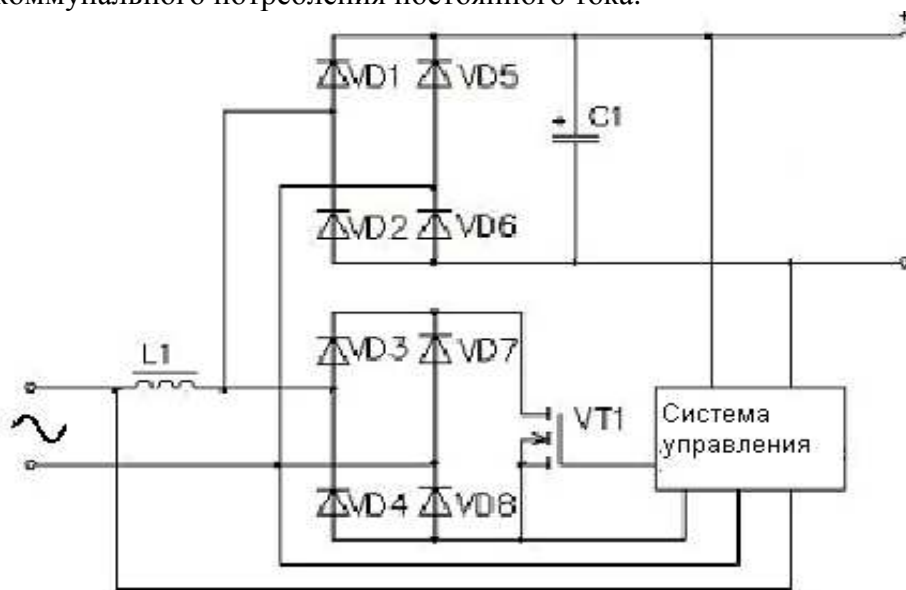 коммунального потребления постоянного тока.
+
VD1 VD5
+ C1
VD2 VD6
L1
VD3 VD7
VT1
Система
управления
VD4 VD8